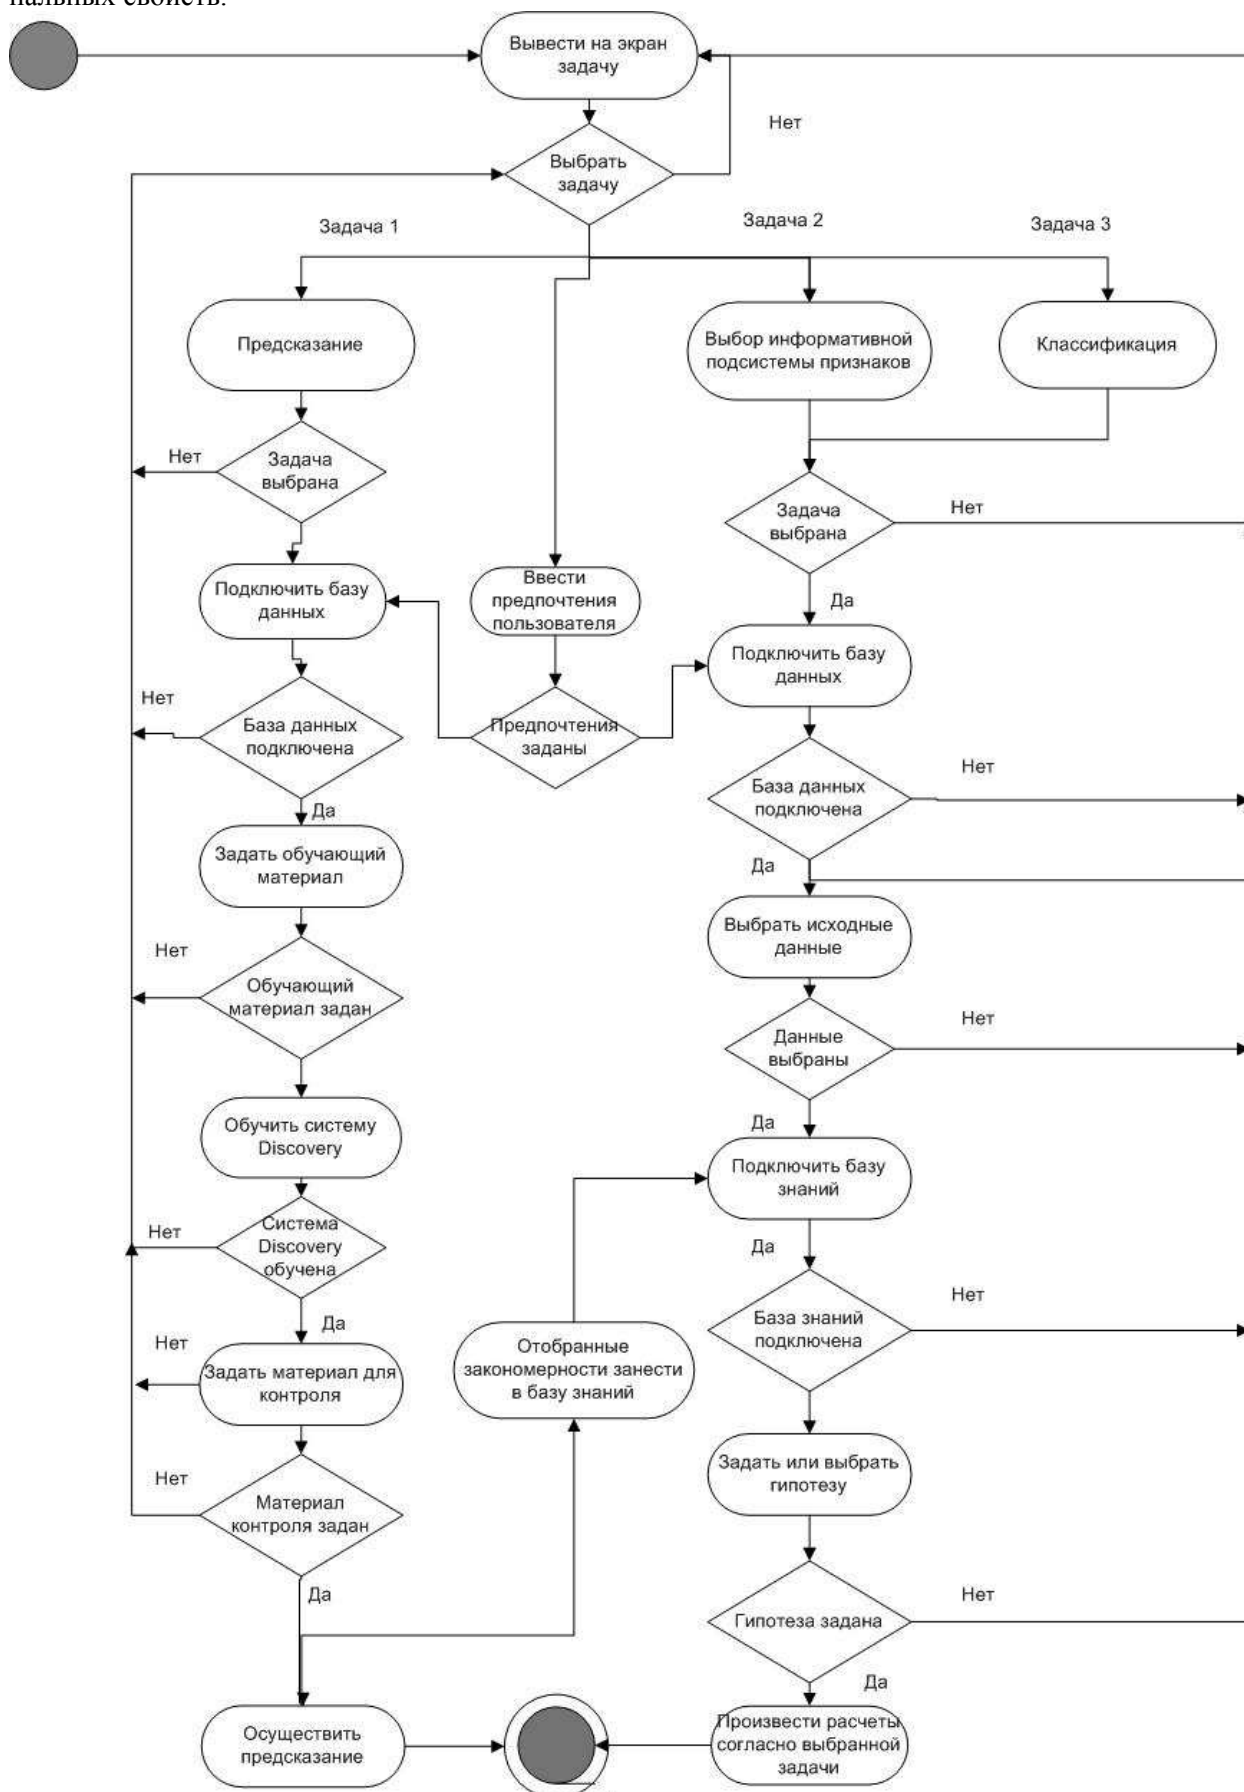 нальных свойств.
Вывести на экран
задачу
Нет
Выбрать
задачу
Задача 1
Задача 2
Задача 3
Предсказание
Выбор информативной
подсистемы признаков
Классификация
Нет
Задача
выбрана
Задача
выбрана
Нет
Подключить базу
данных
Ввести
предпочтения
пользователя
Да
Подключить базу
данных
Нет
База данных
подключена
Предпочтения
заданы
База данных
подключена
Нет
Да
Задать обучающий
материал
Да
Выбрать исходные
данные
Нет
Обучающий
материал задан
Данные
выбраны
Нет
Обучить систему
Discovery
Да
Подключить базу
знаний
Нет
Система
Discovery
обучена
Да
База знаний
подключена
Нет
Да
Нет
Задать материал для
контроля
Отобранные
закономерности занести
в базу знаний
Задать или выбрать
гипотезу
Нет
Материал
контроля задан
Да
Гипотеза задана
Нет
Да
Осуществить
предсказание
Произвести расчеты
согласно выбранной
задачи